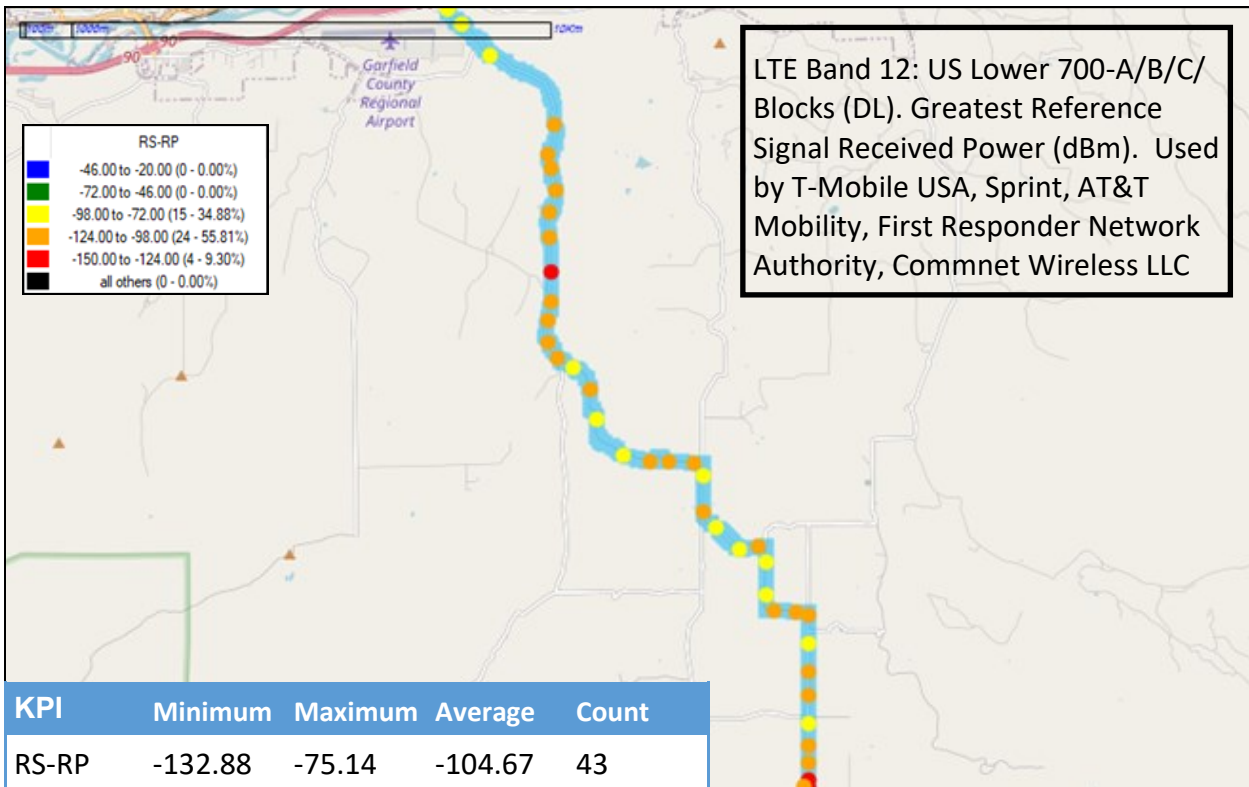 100m 1000m 10Km
90
90
Garfield
County
Regional
Airport
LTE Band 12: US Lower 700-A/B/C/
Blocks (DL). Greatest Reference
Signal Received Power (dBm). Used
by T-Mobile USA, Sprint, AT&T
Mobility, First Responder Network
Authority, Commnet Wireless LLC
RS-RP
-46.00 to -20.00 (0 - 0.00%)
-72.00 to -46.00 (0 - 0.00%)
-98.00 to -72.00 (15 - 34.88%)
-124.00 to -98.00 (24 - 55.81%)
-150.00 to -124.00 (4 - 9.30%)
all others (0 - 0.00%)
KPI Minimum Maximum Average Count
RS-RP -132.88 -75.14 -104.67 43